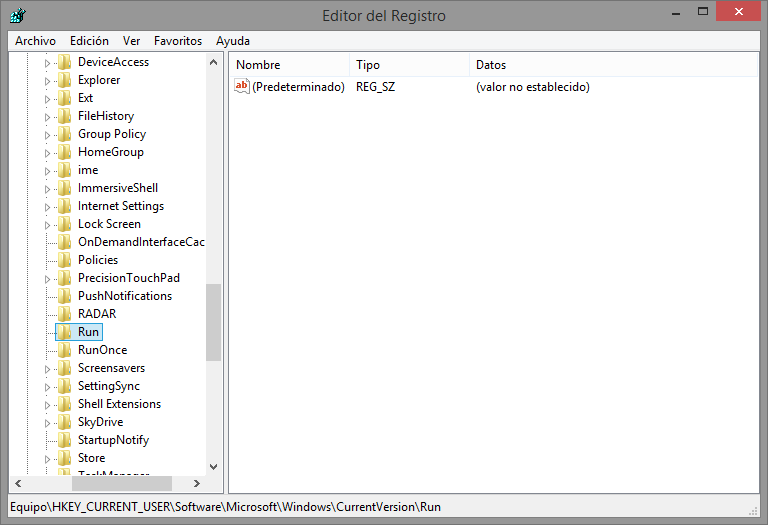 Editor del Registro
Archivo Edición Ver Favoritos Ayuda
DeviceAccess
Explorer
Ext
FileHistory
Group Policy
HomeGroup
ime
ImmersiveShell
Internet Settings
Lock Screen
OnDemandInterfaceCac
Policies
PrecisionTouchPad
PushNotifications
RADAR
Run
RunOnce
Screensavers
SettingSync
Shell Extensions
SkyDrive
StartupNotify
Store
TaskManager
Nombre Tipo Datos
ab (Predeterminado) REG_SZ (valor no establecido)
Equipo\HKEY_CURRENT_USER\Software\Microsoft\Windows\CurrentVersion\Run